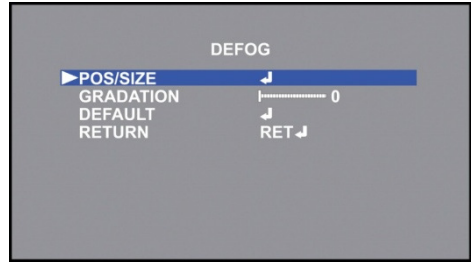 DEFOG
POS/SIZE ↲
GRADATION 0
DEFAULT ↲
RETURN RET↲